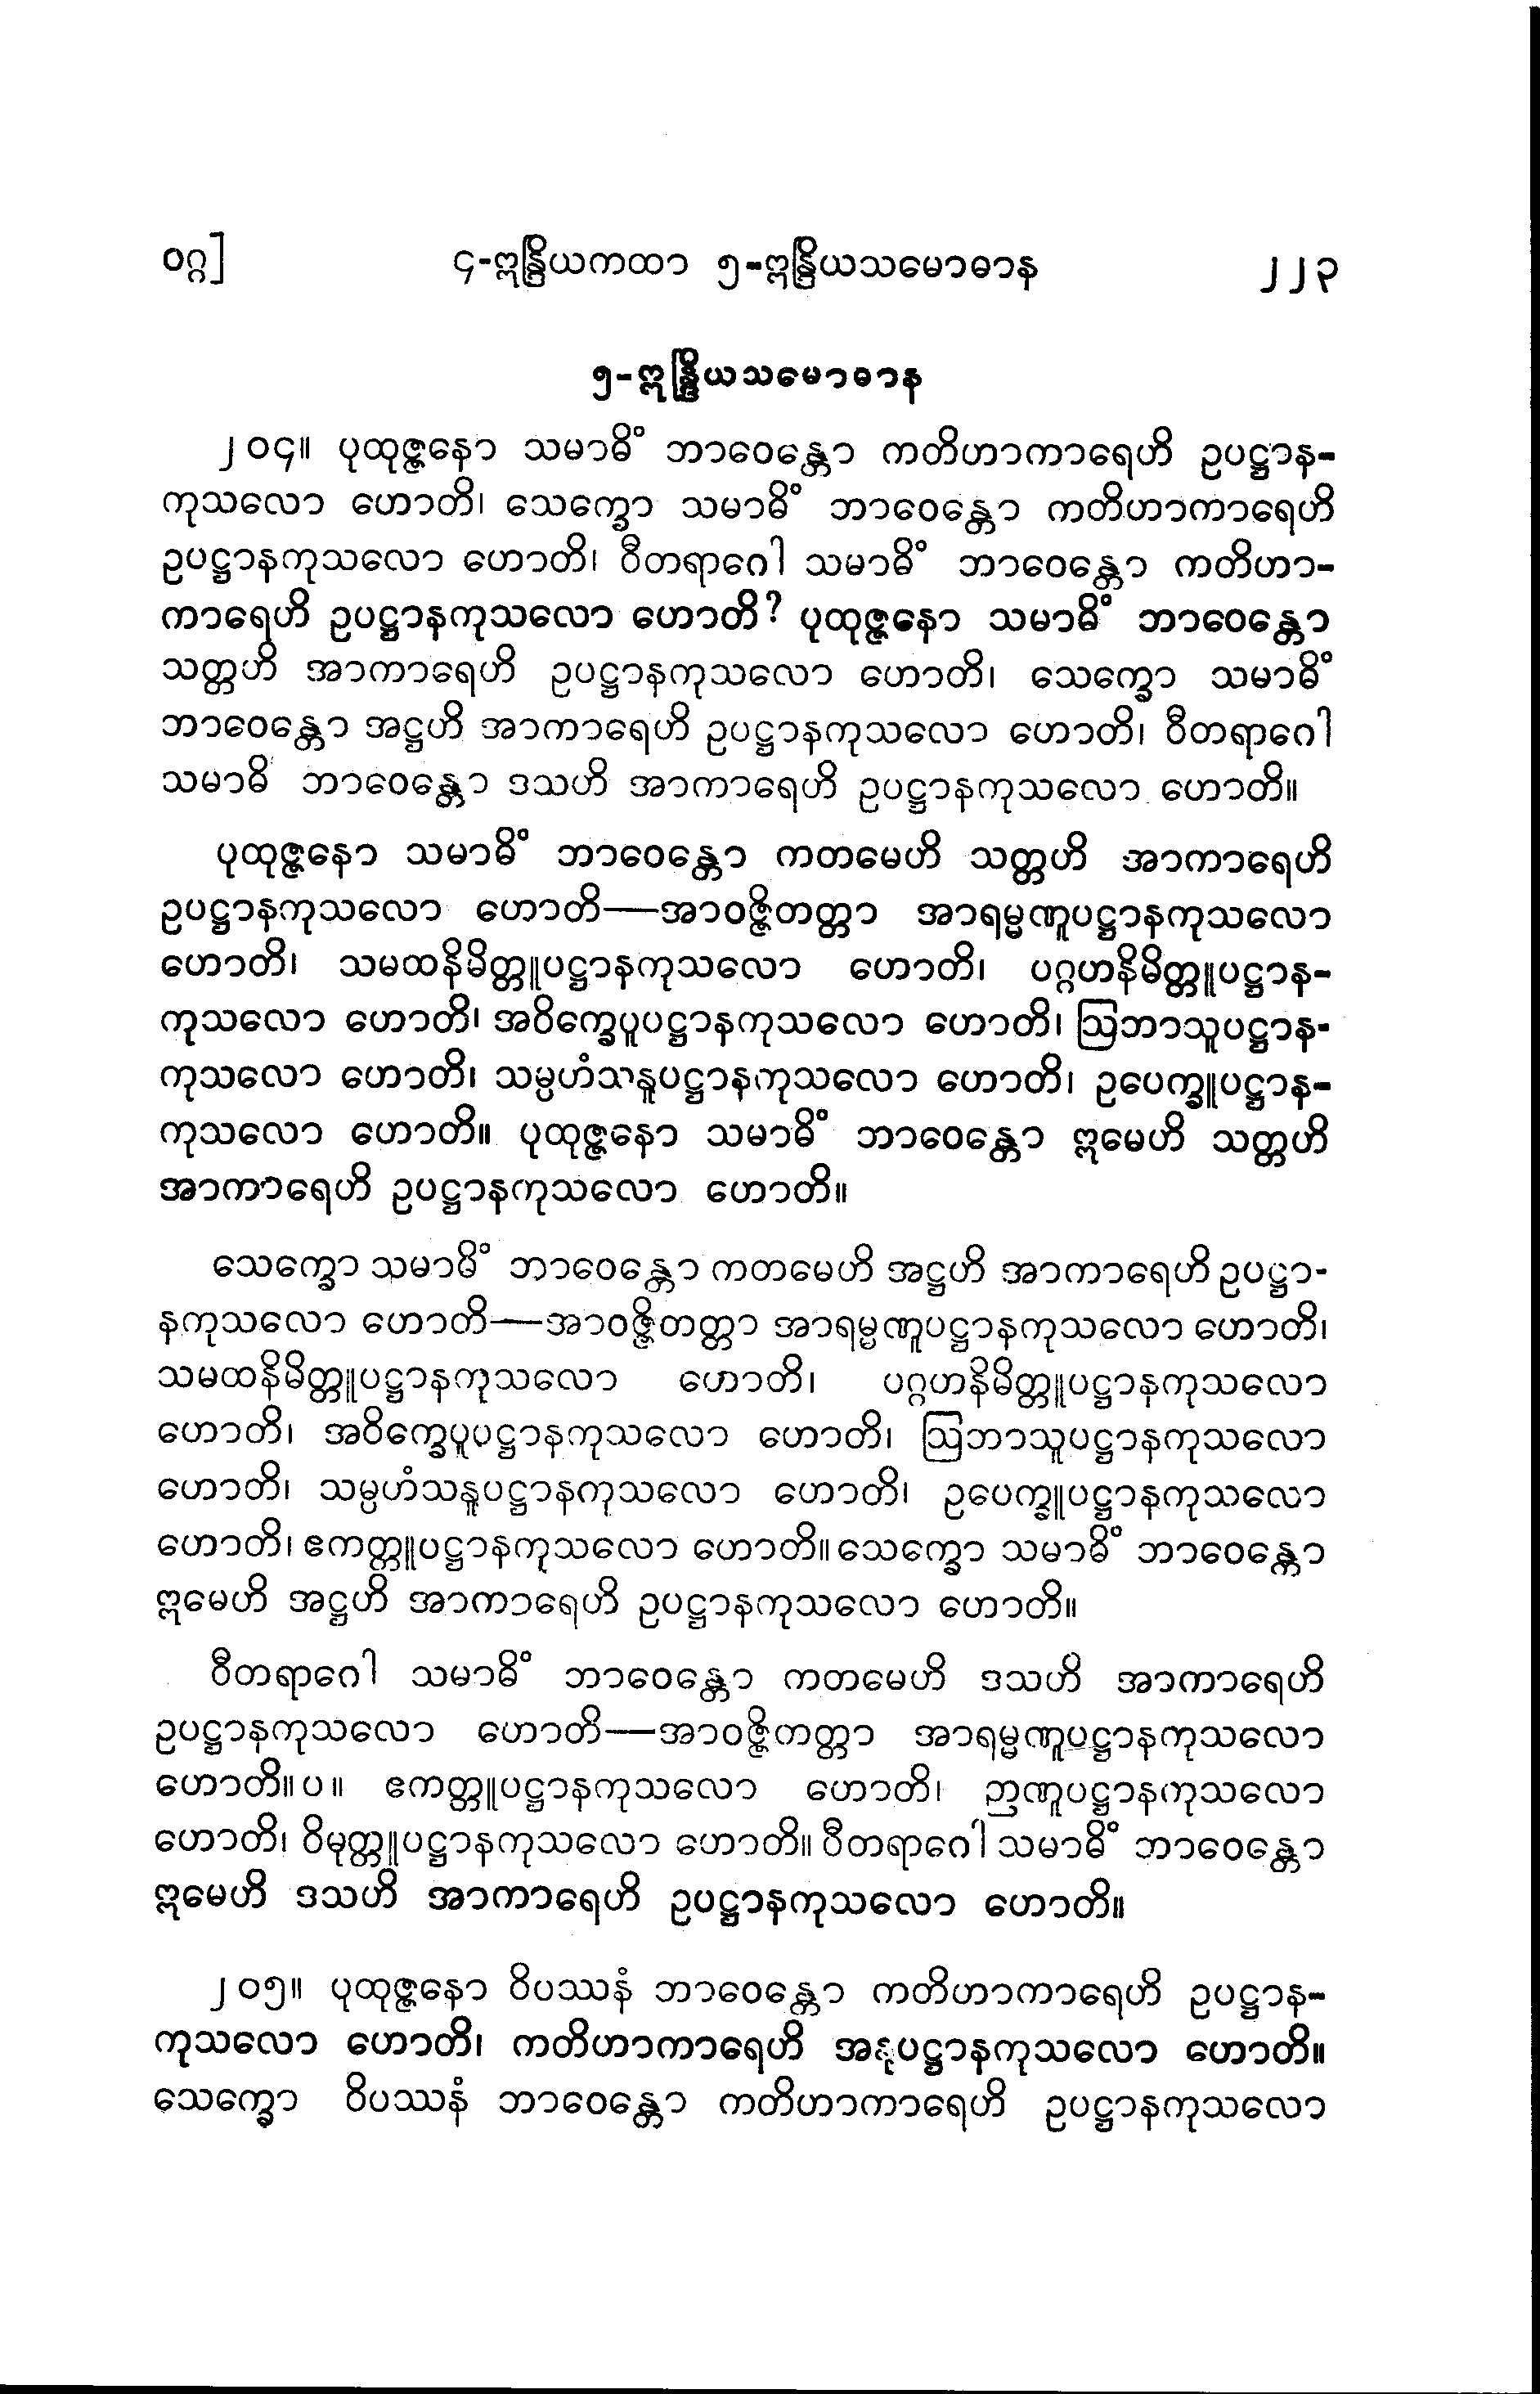 ဝဂ္ဂ]
၄-ဣန္ဒြိယကထာ ၅-ဣန္ဒြိယသမောဓာန
၂၂၃
၅-ဣန္ဒြိယသမောဓာန
၂၀၄။ ပုထုဇ္ဇနော သမာဓိံ ဘာဝေန္တော ကတိဟာကာရေဟိ ဥပဋ္ဌာန-
ကုသလော ဟောတိ၊ သေက္ခော သမာဓိံ ဘာဝေန္တော ကတိဟာကာရေဟိ
ဥပဋ္ဌာနကုသလော ဟောတိ၊ ဝီတရာဂေါ သမာဓိံ ဘာဝေန္တော ကတိဟာ-
ကာရေဟိ ဥပဋ္ဌာနကုသလော ဟောတိ? ပုထုဇ္ဇနော သမာဓိံ ဘာဝေန္တော
သတ္တဟိ အာကာရေဟိ ဥပဋ္ဌာနကုသလော ဟောတိ၊ သေက္ခော သမာဓိံ
ဘာဝေန္တော အဋ္ဌဟိ အာကာရေဟိ ဥပဋ္ဌာနကုသလော ဟောတိ၊ ဝီတရာဂေါ
သမာဓိံ ဘာဝေန္တော ဒသဟိ အာကာရေဟိ ဥပဋ္ဌာနကုသလော ဟောတိ။
ပုထုဇ္ဇနော သမာဓိံ ဘာဝေန္တော ကတမေဟိ သတ္တဟိ အာကာရေဟိ
ဥပဋ္ဌာနကုသလော ဟောတိ—အာဝဇ္ဇိတတ္တာ အာရမ္မဏူပဋ္ဌာနကုသလော
ဟောတိ၊ သမထနိမိတ္တူပဋ္ဌာနကုသလော ဟောတိ၊ ပဂ္ဂဟနိမိတ္တူပဋ္ဌာန-
ကုသလော ဟောတိ၊ အဝိက္ခေပူပဋ္ဌာနကုသလော ဟောတိ၊ ဩဘာသူပဋ္ဌာန-
ကုသလော ဟောတိ၊ သမ္ပဟံသနူပဋ္ဌာနကုသလော ဟောတိ၊ ဥပေက္ခူပဋ္ဌာန-
ကုသလော ဟောတိ။ ပုထုဇ္ဇနော သမာဓိံ ဘာဝေန္တော ဣမေဟိ သတ္တဟိ
အာကာရေဟိ ဥပဋ္ဌာနကုသလော ဟောတိ။
သေက္ခော သမာဓိံ ဘာဝေန္တော ကတမေဟိ အဋ္ဌဟိ အာကာရေဟိ ဥပဋ္ဌာ-
နကုသလော ဟောတိ—အာဝဇ္ဇိတတ္တာ အာရမ္မဏူပဋ္ဌာနကုသလော ဟောတိ၊
သမထနိမိတ္တူပဋ္ဌာနကုသလော ဟောတိ၊ ပဂ္ဂဟနိမိတ္တူပဋ္ဌာနကုသလော
ဟောတိ၊ အဝိက္ခေပူပဋ္ဌာနကုသလော ဟောတိ၊ ဩဘာသူပဋ္ဌာနကုသလော
ဟောတိ၊ သမ္ပဟံသနူပဋ္ဌာနကုသလော ဟောတိ၊ ဥပေက္ခူပဋ္ဌာနကုသလော
ဟောတိ၊ ဧကတ္တူပဋ္ဌာနကုသလော ဟောတိ။ သေက္ခော သမာဓိံ ဘာဝေန္တော
ဣမေဟိ အဋ္ဌဟိ အာကာရေဟိ ဥပဋ္ဌာနကုသလော ဟောတိ။
ဝီတရာဂေါ သမာဓိံ ဘာဝေန္တော ကတမေဟိ ဒသဟိ အာကာရေဟိ
ဥပဋ္ဌာနကုသလော ဟောတိ—အာဝဇ္ဇိကတ္တာ အာရမ္မဏူပဋ္ဌာနကုသလော
ဟောတိ။ပ။ ဧကတ္တူပဋ္ဌာနကုသလော ဟောတိ၊ ဉာဏူပဋ္ဌာနကုသလော
ဟောတိ၊ ဝိမုတ္တူပဋ္ဌာနကုသလော ဟောတိ။ ဝီတရာဂေါ သမာဓိံ ဘာဝေန္တော
ဣမေဟိ ဒသဟိ အာကာရေဟိ ဥပဋ္ဌာနကုသလော ဟောတိ။
၂၀၅။ ပုထုဇ္ဇနော ဝိပဿနံ ဘာဝေန္တော ကတိဟာကာရေဟိ ဥပဋ္ဌာန-
ကုသလော ဟောတိ၊ ကတိဟာကာရေဟိ အနုပဋ္ဌာနကုသလော ဟောတိ။
သေက္ခော ဝိပဿနံ ဘာဝေန္တော ကတိဟာကာရေဟိ ဥပဋ္ဌာနကုသလော